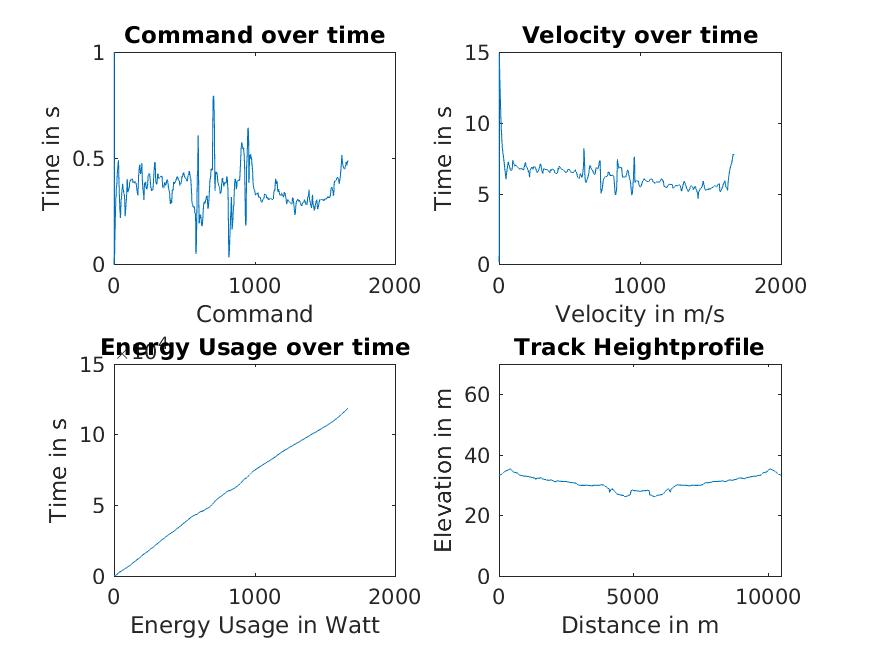 Command over time
Time in s
1
0.5
0
0 1000 2000
Command
Velocity over time
Time in s
15
10
5
0
0 1000 2000
Velocity in m/s
Energy Usage over time
×10^4
Time in s
15
10
5
0
0 1000 2000
Energy Usage in Watt
Track Heightprofile
Elevation in m
60
40
20
0
0 5000 10000
Distance in m